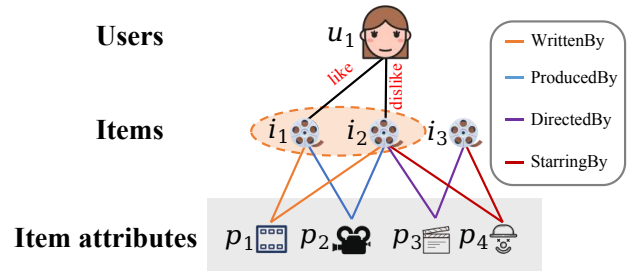 Users
u₁
like
dislike
Items
i₁
i₂
i₃
Item attributes
p₁
p₂
p₃
p₄
WrittenBy
ProducedBy
DirectedBy
StarringBy